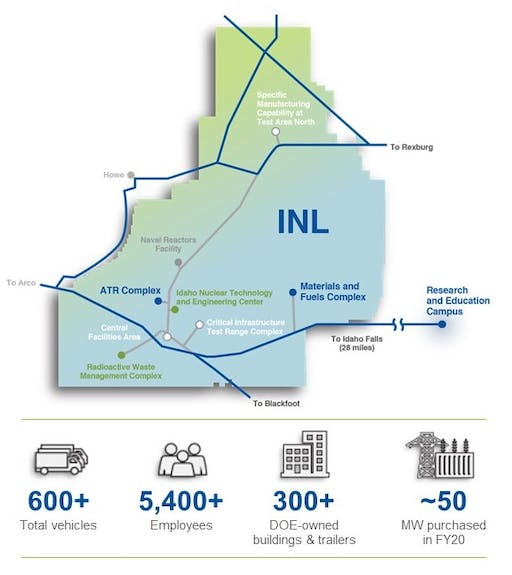 Specific
Manufacturing
Capability at
Test Area North
To Rexburg
Howe
INL
Naval Reactors
Facility
To Arco
ATR Complex
Idaho Nuclear Technology
and Engineering Center
Materials and
Fuels Complex
Research
and Education
Campus
Central
Facilities Area
Critical Infrastructure
Test Range Complex
To Idaho Falls
(28 miles)
Radioactive Waste
Management Complex
To Blackfoot
600+
Total vehicles
5,400+
Employees
300+
DOE-owned
buildings & trailers
~50
MW purchased
in FY20